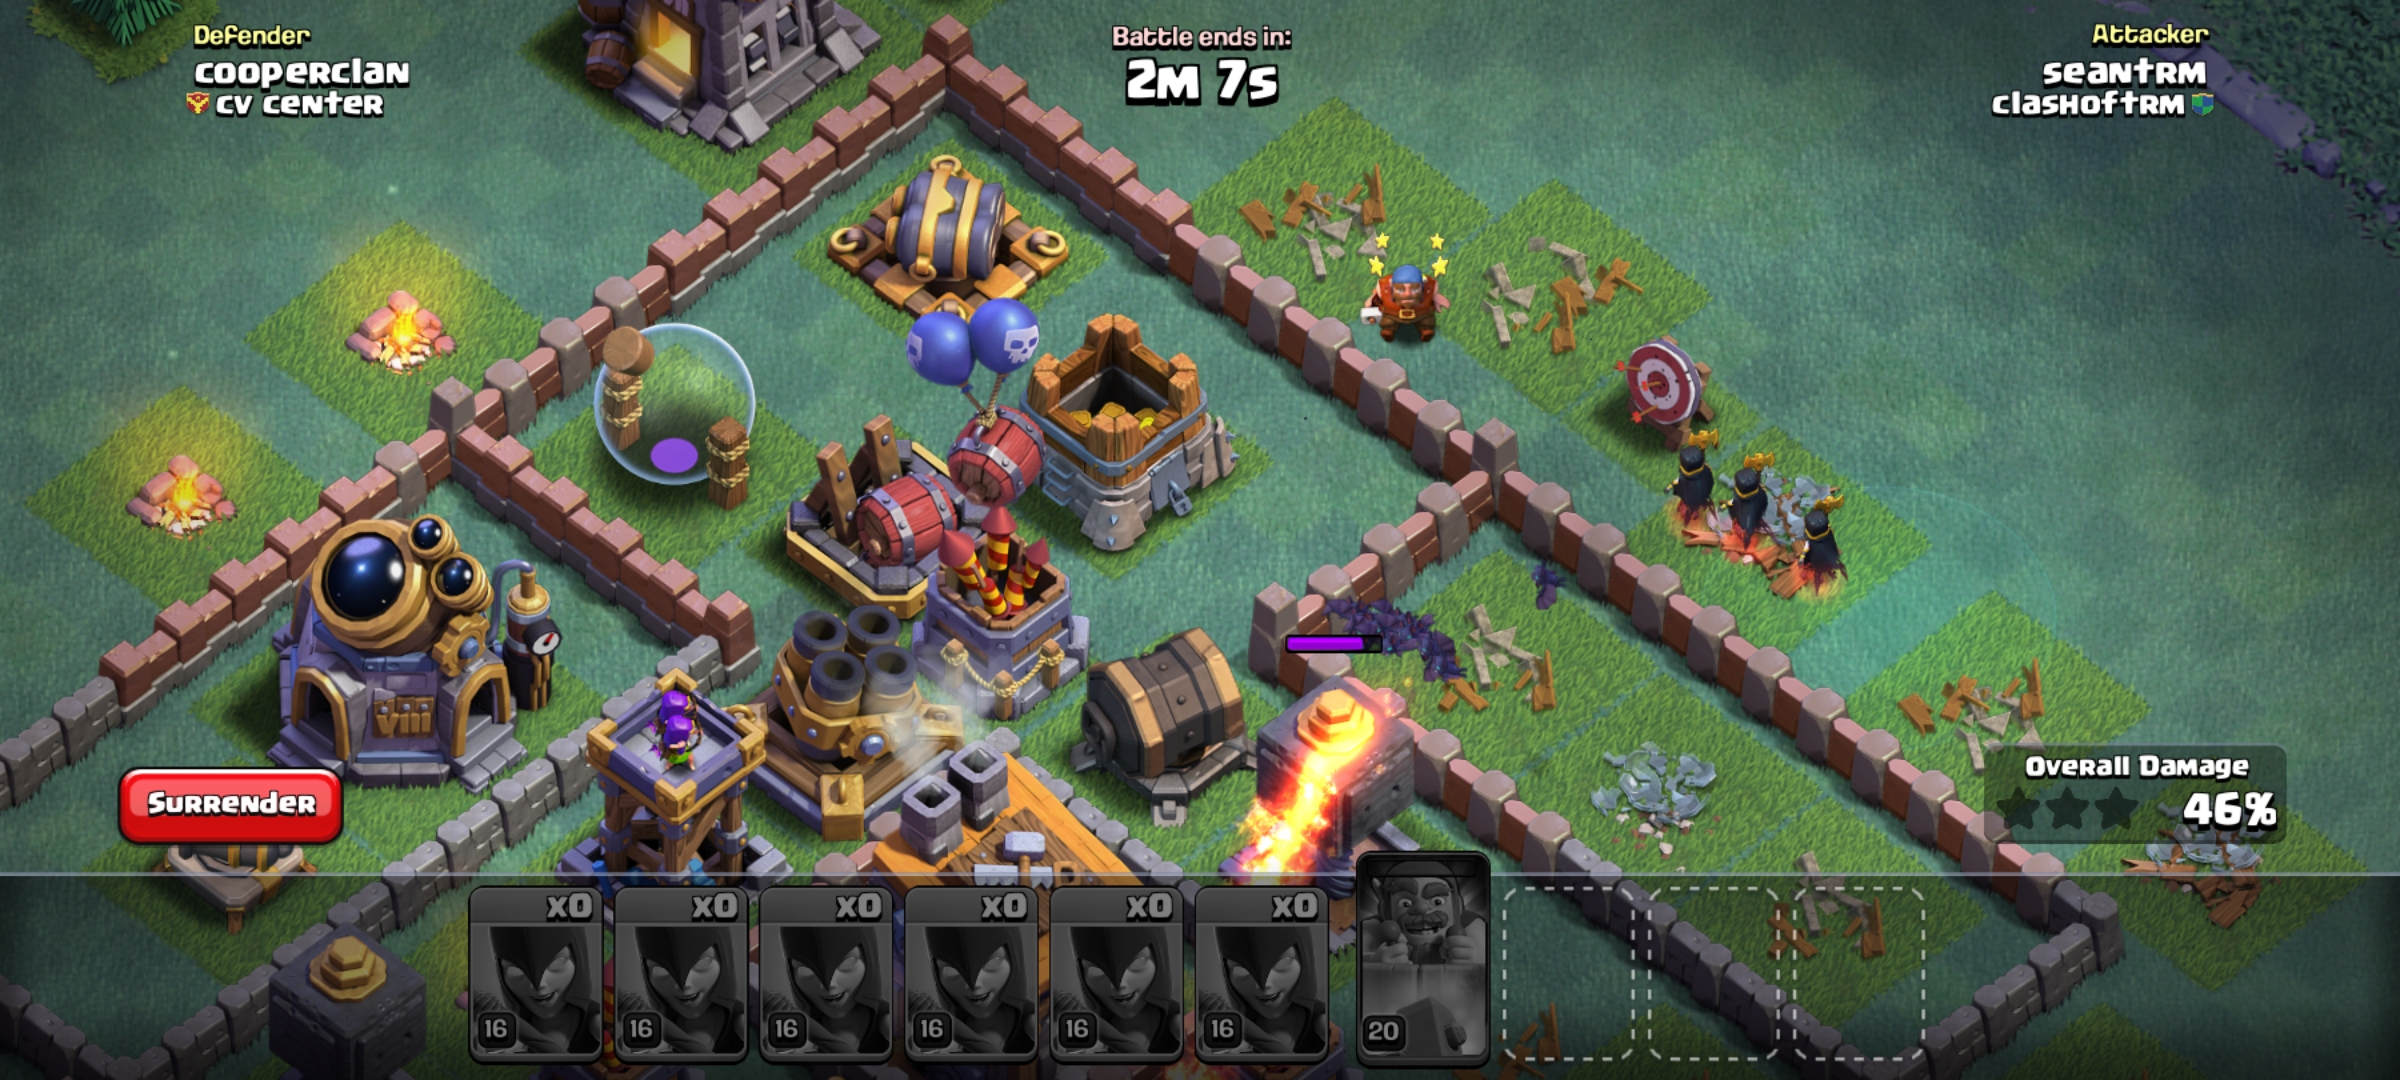 Defender
cooperclan
cv center
Battle ends in:
2M 7s
Attacker
seantrm
clashoftrm
VIII
Surrender
Overall Damage
46%
x0
x0
x0
x0
x0
x0
16
16
16
16
16
16
20